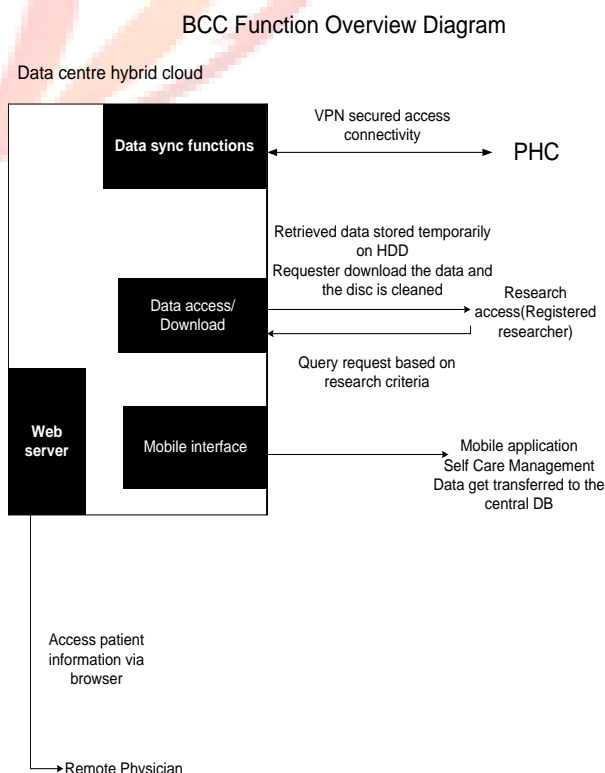 BCC Function Overview Diagram
Data centre hybrid cloud
Data sync functions
VPN secured access
connectivity
PHC
Retrieved data stored temporarily
on HDD
Requester download the data and
the disc is cleaned
Data access/
Download
Research
access(Registered
researcher)
Query request based on
research criteria
Web
server
Mobile interface
Mobile application
Self Care Management
Data get transferred to the
central DB
Access patient
information via
browser
Remote Physician